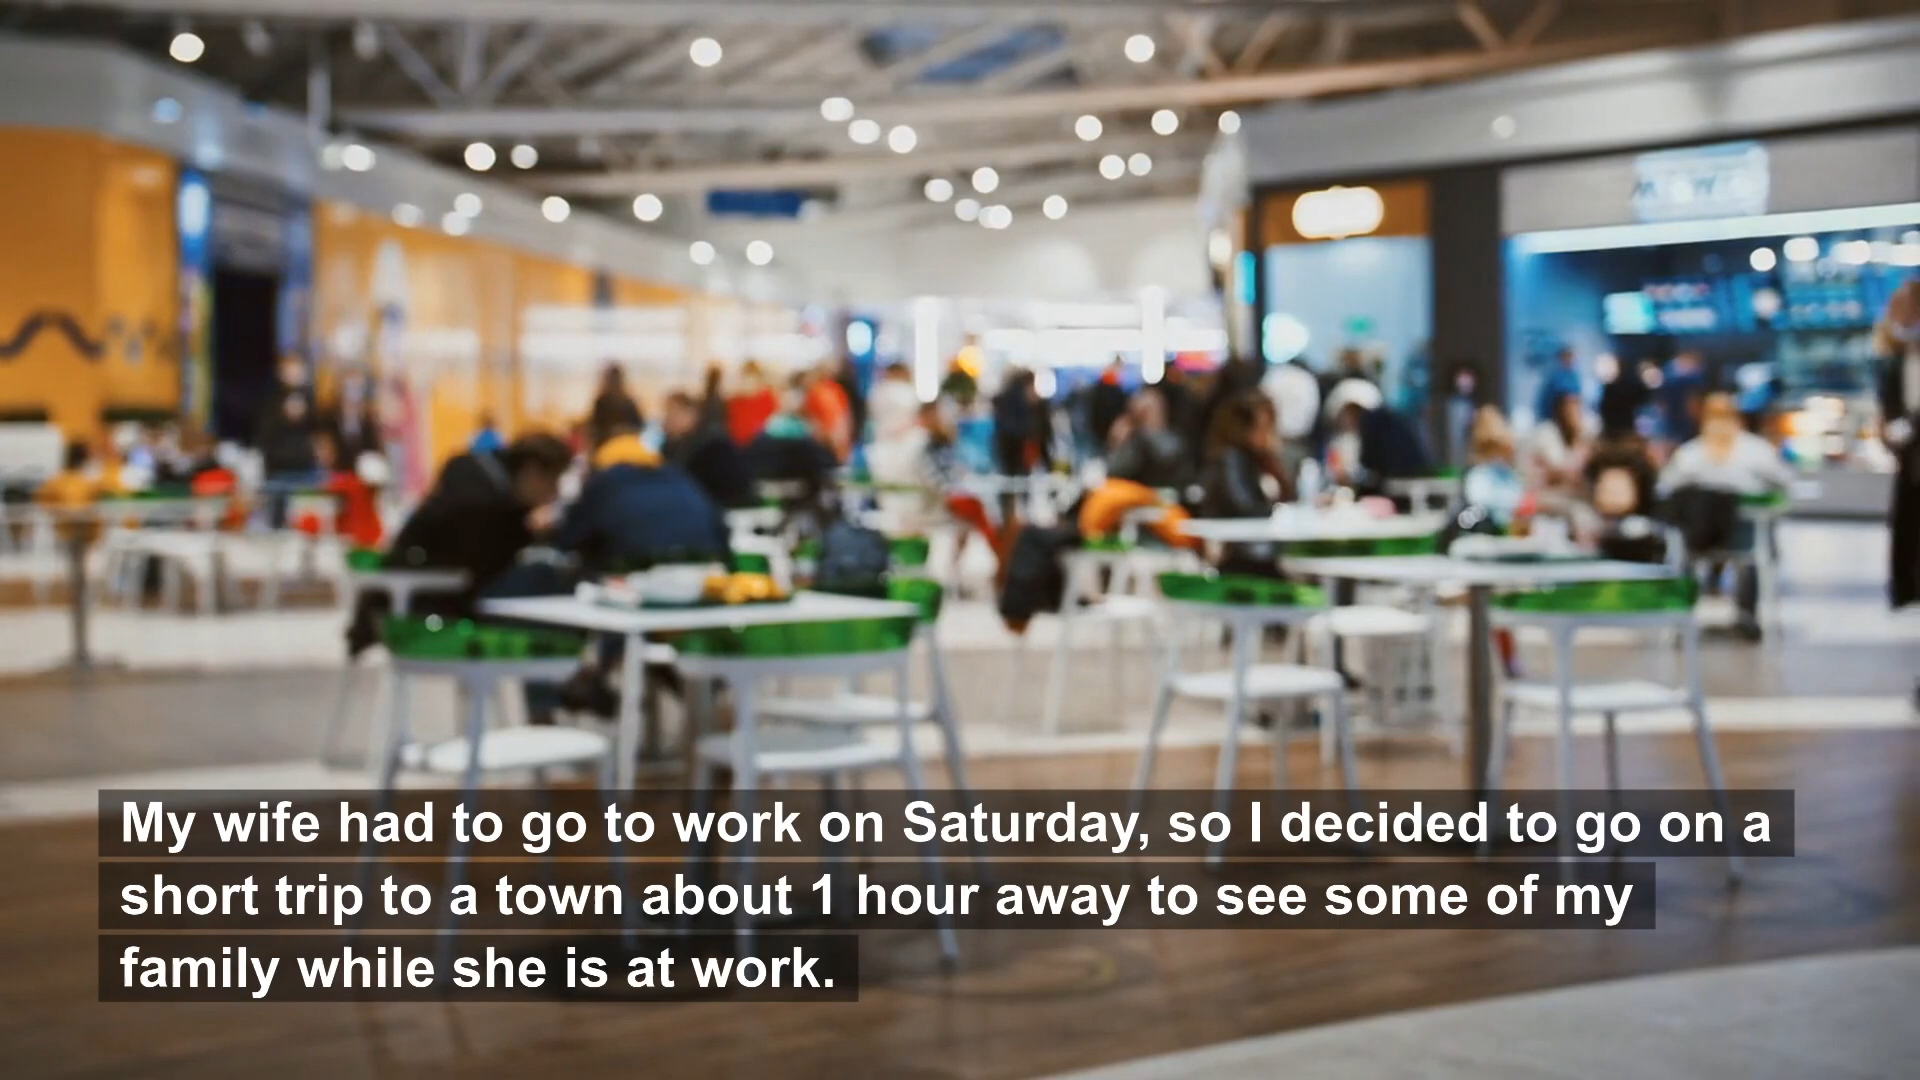 My wife had to go to work on Saturday, so I decided to go on a
short trip to a town about 1 hour away to see some of my
family while she is at work.